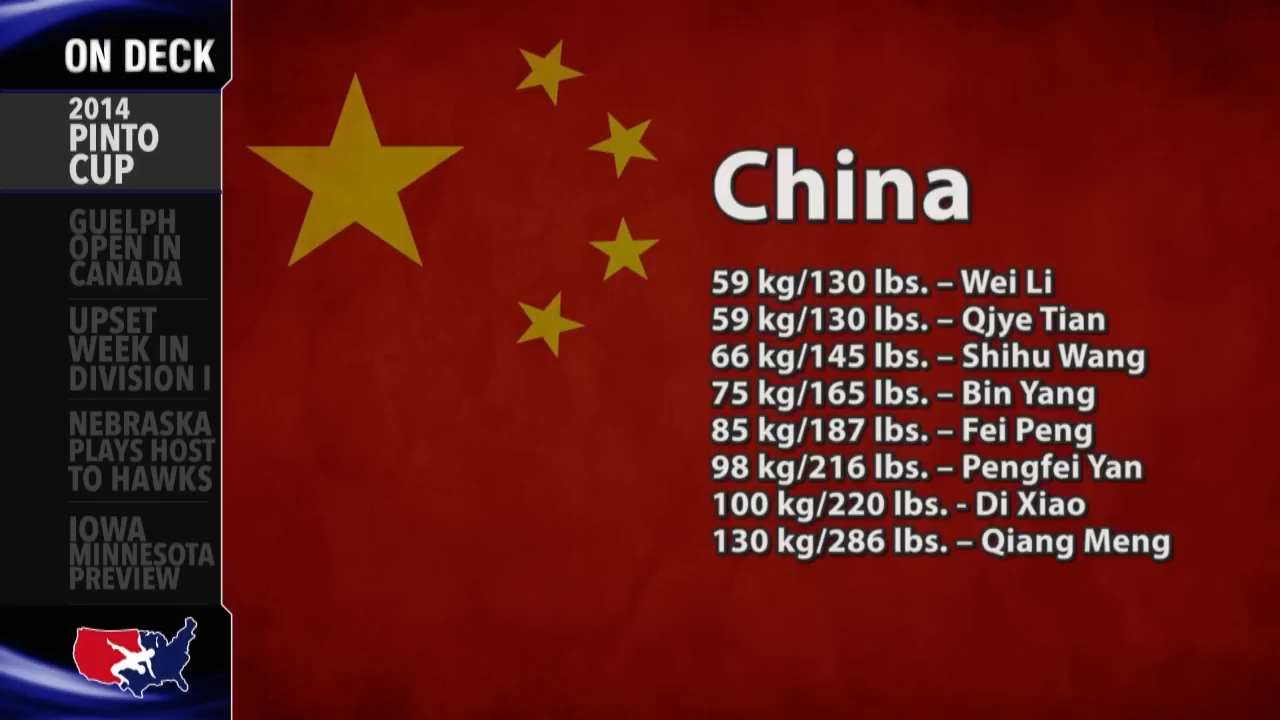 ON DECK
2014
PINTO
CUP
GUELPH
OPEN IN
CANADA
UPSET
WEEK IN
DIVISION I
NEBRASKA
PLAYS HOST
TO HAWKS
IOWA
MINNESOTA
PREVIEW
China
59 kg/130 lbs. – Wei Li
59 kg/130 lbs. – Qjye Tian
66 kg/145 lbs. – Shihu Wang
75 kg/165 lbs. – Bin Yang
85 kg/187 lbs. – Fei Peng
98 kg/216 lbs. – Pengfei Yan
100 kg/220 lbs. - Di Xiao
130 kg/286 lbs. – Qiang Meng